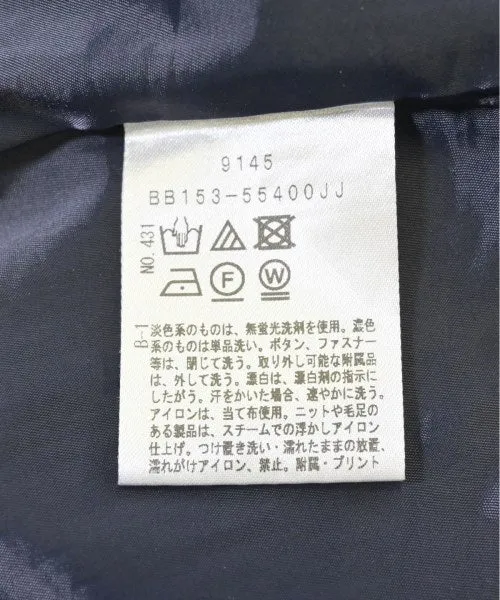 9145
BB153-55400JJ
NO.431
F
W
B-1
淡色系のものは、無蛍光洗剤を使用。濃色
系のものは単品洗い。ボタン、ファスナー
等は、閉じて洗う。取り外し可能な附属品
は、外して洗う。漂白は、漂白剤の指示に
したがう。汗をかいた場合、速やかに洗う。
アイロンは、当て布使用。ニットや毛足の
ある製品は、スチームでの浮かしアイロン
仕上げ。つけ置き洗い・濡れたままの放置、
濡れがけアイロン、禁止。附属・プリント